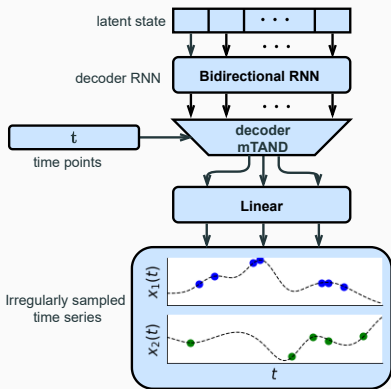 latent state
· · ·
· · ·
decoder RNN
Bidirectional RNN
· · ·
t
decoder
mTAND
time points
Linear
Irregularly sampled
time series
x₁(t)
x₂(t)
t